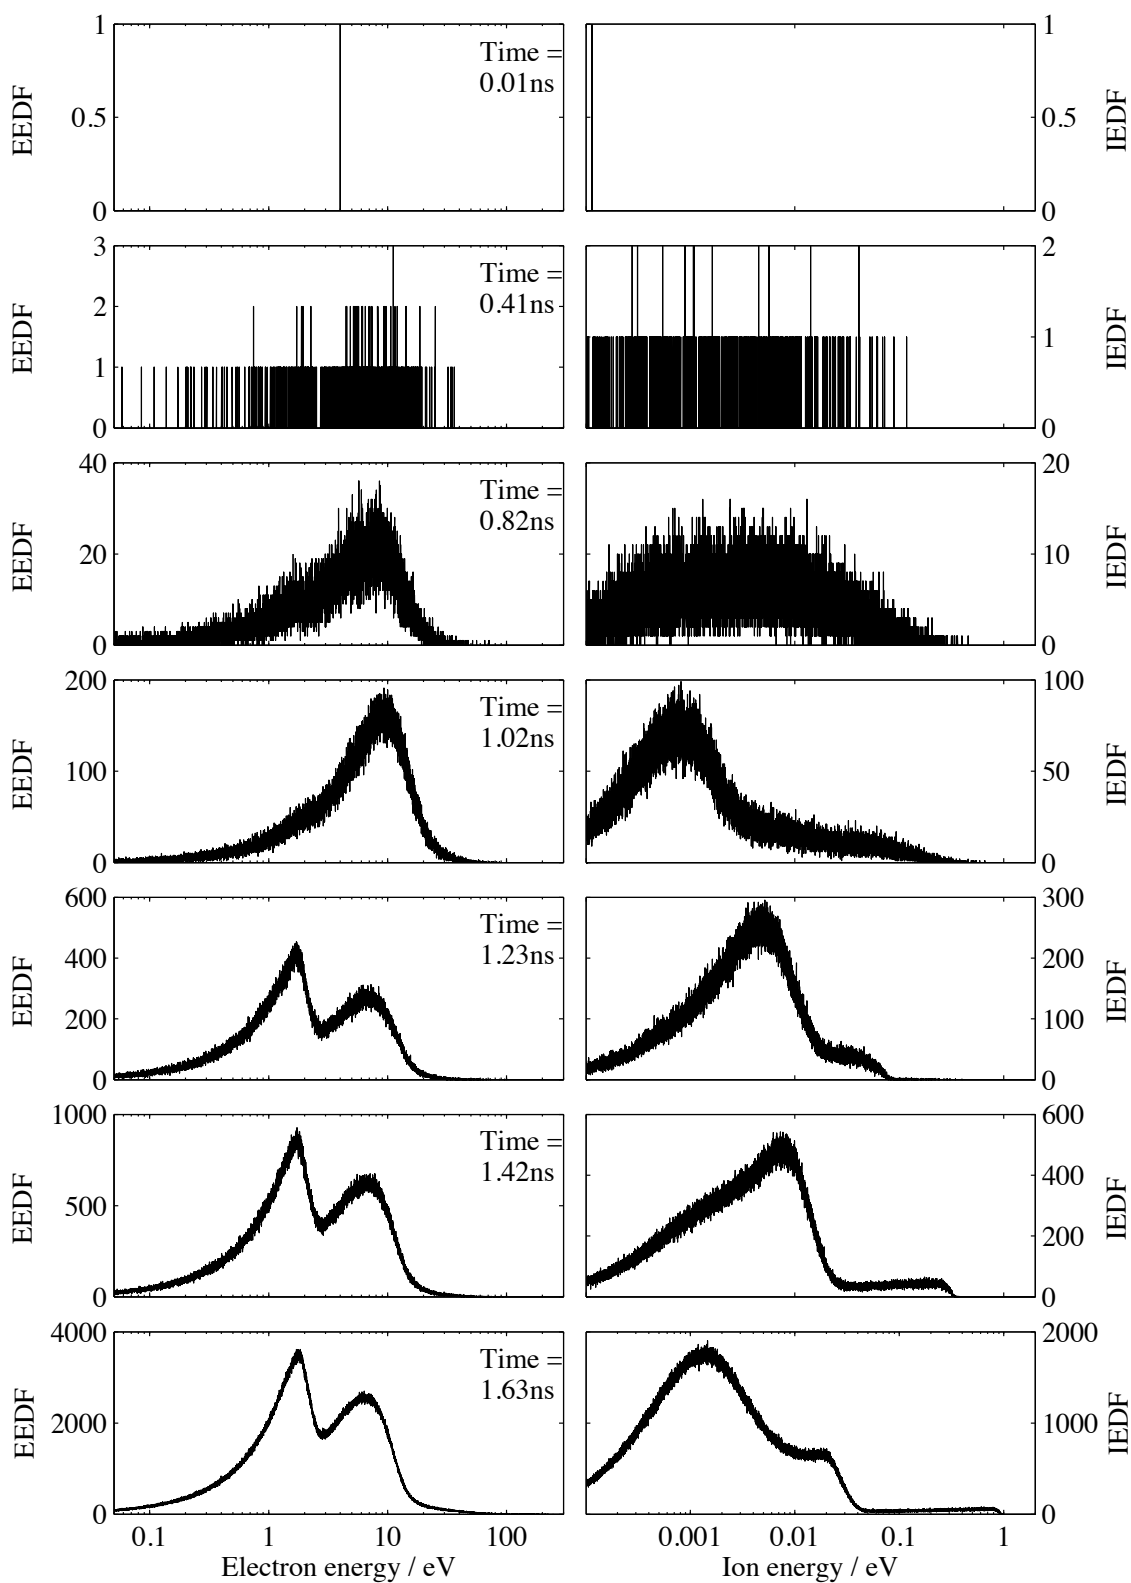 1
0.5
0
EEDF
Time =
0.01ns
1
0.5
0
IEDF
3
2
1
0
EEDF
Time =
0.41ns
2
1
0
IEDF
40
20
0
EEDF
Time =
0.82ns
20
10
0
IEDF
200
100
0
EEDF
Time =
1.02ns
100
50
0
IEDF
600
400
200
0
EEDF
Time =
1.23ns
300
200
100
0
IEDF
1000
500
0
EEDF
Time =
1.42ns
600
400
200
0
IEDF
4000
2000
0
EEDF
Time =
1.63ns
2000
1000
0
IEDF
0.1 1 10 100
Electron energy / eV
0.001 0.01 0.1 1
Ion energy / eV